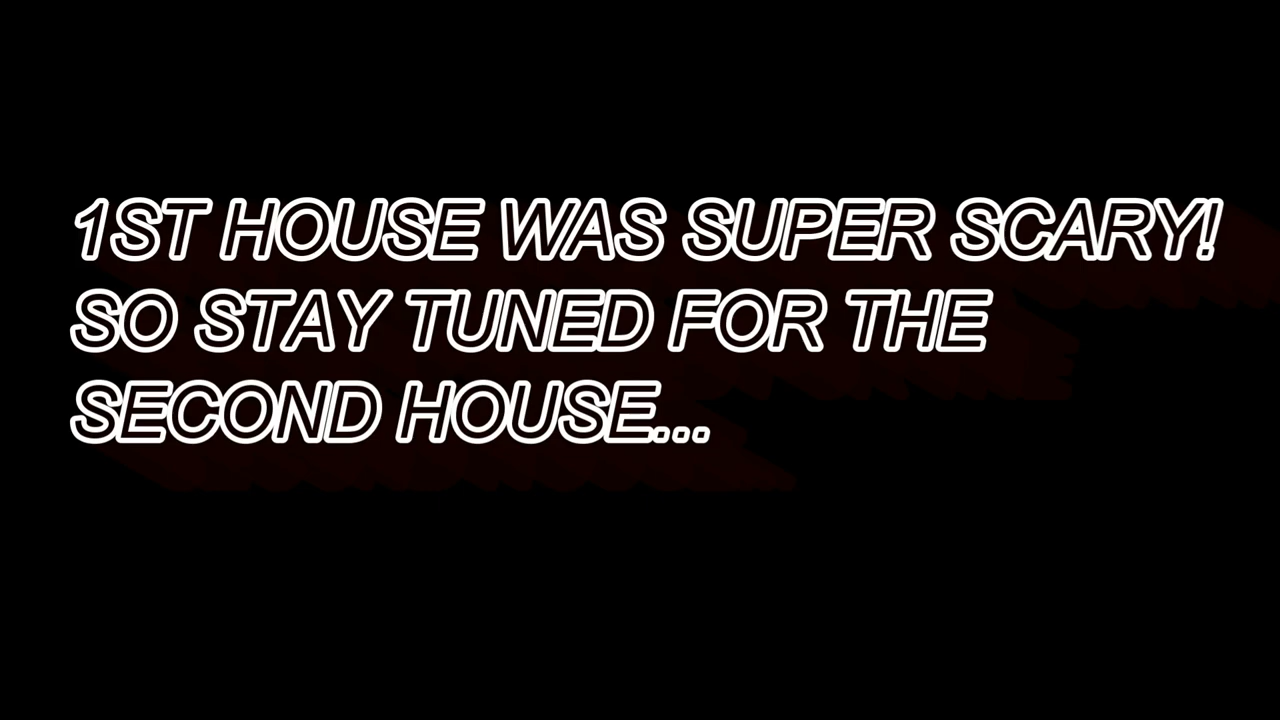 1ST HOUSE WAS SUPER SCARY!
SO STAY TUNED FOR THE
SECOND HOUSE...